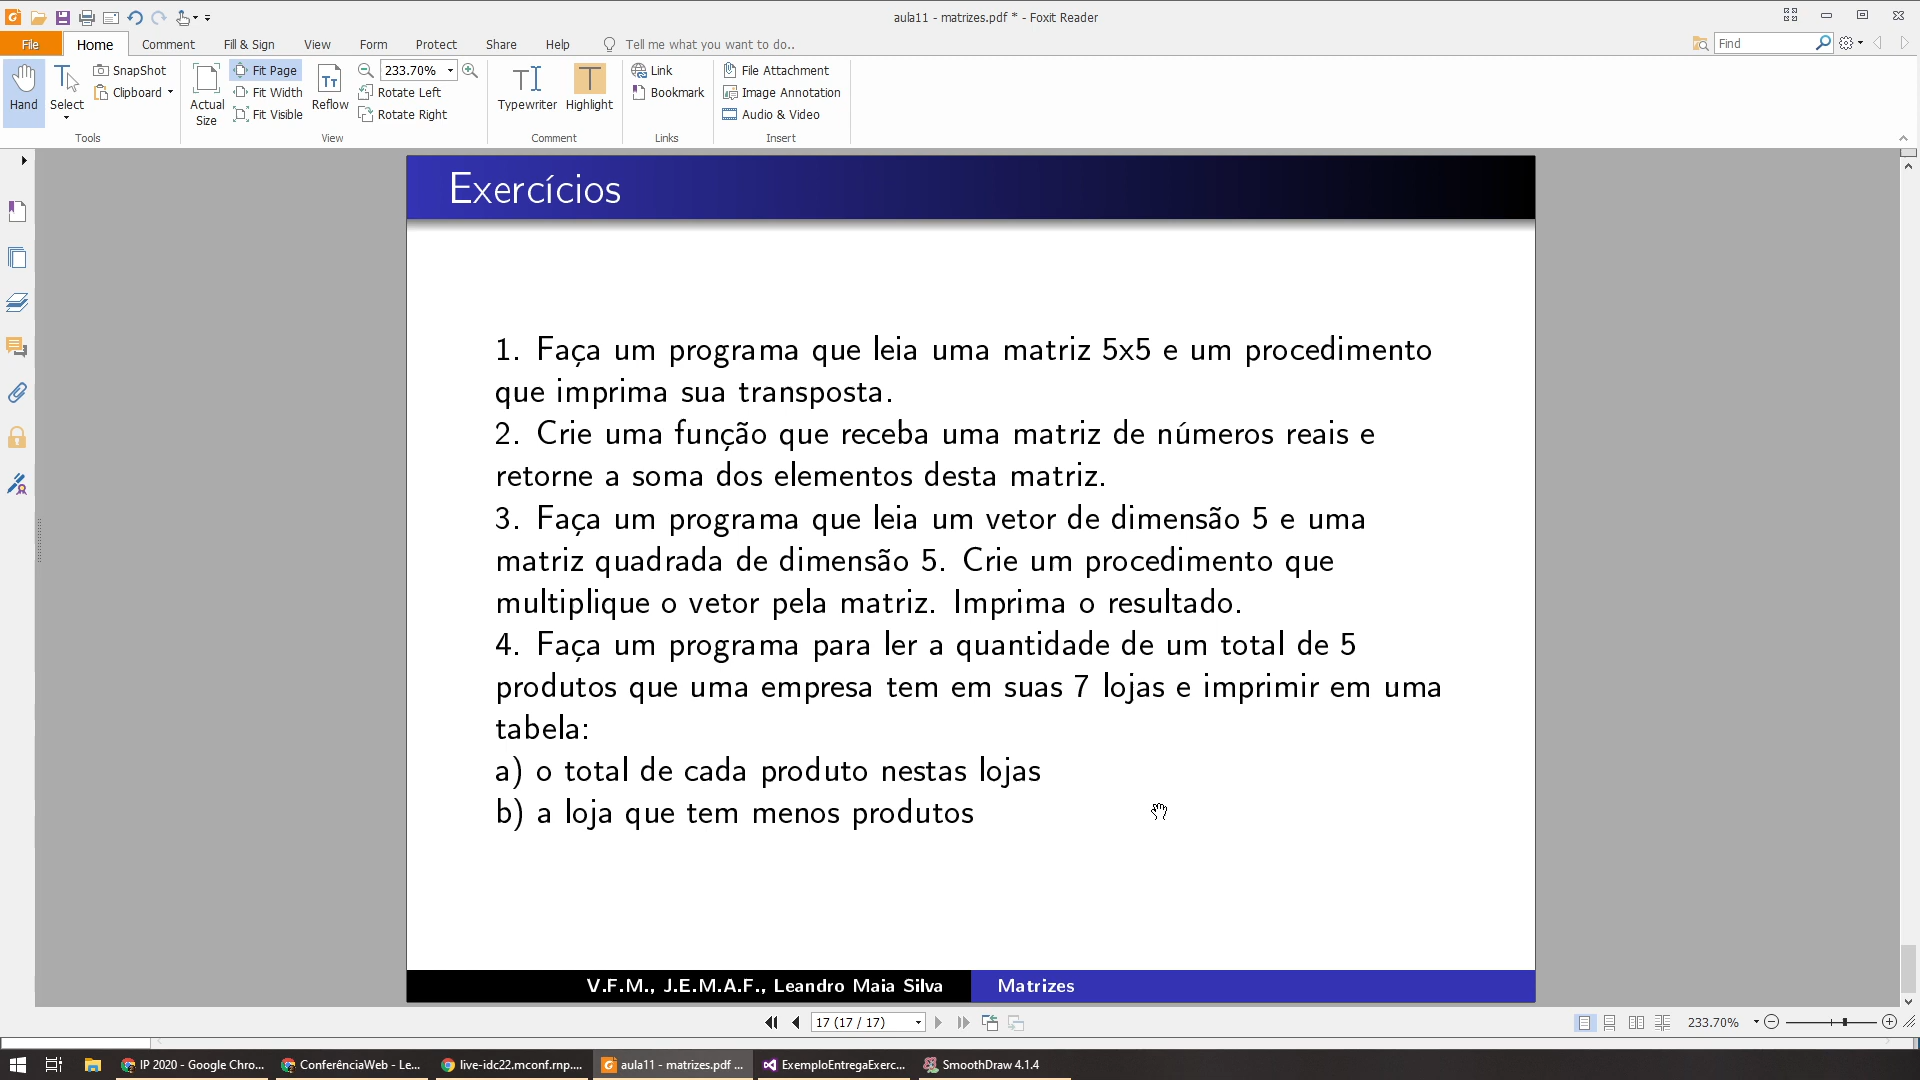 aula11 - matrizes.pdf * - Foxit Reader
File Home Comment Fill & Sign View Form Protect Share Help Tell me what you want to do.. Find
Hand Select SnapShot Clipboard Actual Size Fit Page Fit Width Fit Visible Reflow 233.70% Rotate Left Rotate Right Typewriter Highlight Link Bookmark File Attachment Image Annotation Audio & Video
Tools View Comment Links Insert
Exercícios
1. Faça um programa que leia uma matriz 5x5 e um procedimento
que imprima sua transposta.
2. Crie uma função que receba uma matriz de números reais e
retorne a soma dos elementos desta matriz.
3. Faça um programa que leia um vetor de dimensão 5 e uma
matriz quadrada de dimensão 5. Crie um procedimento que
multiplique o vetor pela matriz. Imprima o resultado.
4. Faça um programa para ler a quantidade de um total de 5
produtos que uma empresa tem em suas 7 lojas e imprimir em uma
tabela:
a) o total de cada produto nestas lojas
b) a loja que tem menos produtos
V.F.M., J.E.M.A.F., Leandro Maia Silva Matrizes
17 (17 / 17) 233.70%
IP 2020 - Google Chro... ConferênciaWeb - Le... live-idc22.mconf.rnp.... aula11 - matrizes.pdf ... ExemploEntregaExerc... SmoothDraw 4.1.4